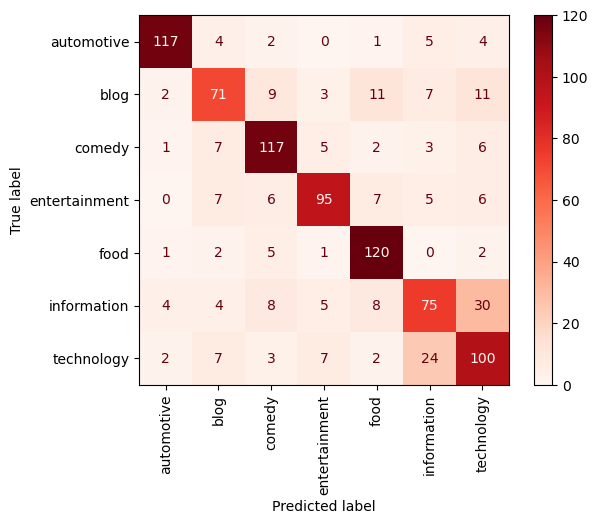 automotive 117 4 2 0 1 5 4
blog 2 71 9 3 11 7 11
comedy 1 7 117 5 2 3 6
entertainment 0 7 6 95 7 5 6
food 1 2 5 1 120 0 2
information 4 4 8 5 8 75 30
technology 2 7 3 7 2 24 100
True label
automotive
blog
comedy
entertainment
food
information
technology
Predicted label
120
100
80
60
40
20
0